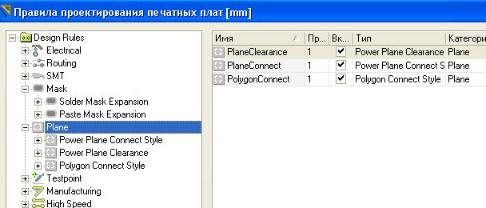 Правила проектирования печатных плат [mm]
Design Rules
Electrical
Routing
SMT
Mask
Solder Mask Expansion
Paste Mask Expansion
Plane
Power Plane Connect Style
Power Plane Clearance
Polygon Connect Style
Testpoint
Manufacturing
High Speed
Имя Пр... Вк... Тип Категори
PlaneClearance 1 Power Plane Clearance Plane
PlaneConnect 1 Power Plane Connect S Plane
PolygonConnect 1 Polygon Connect Style Plane